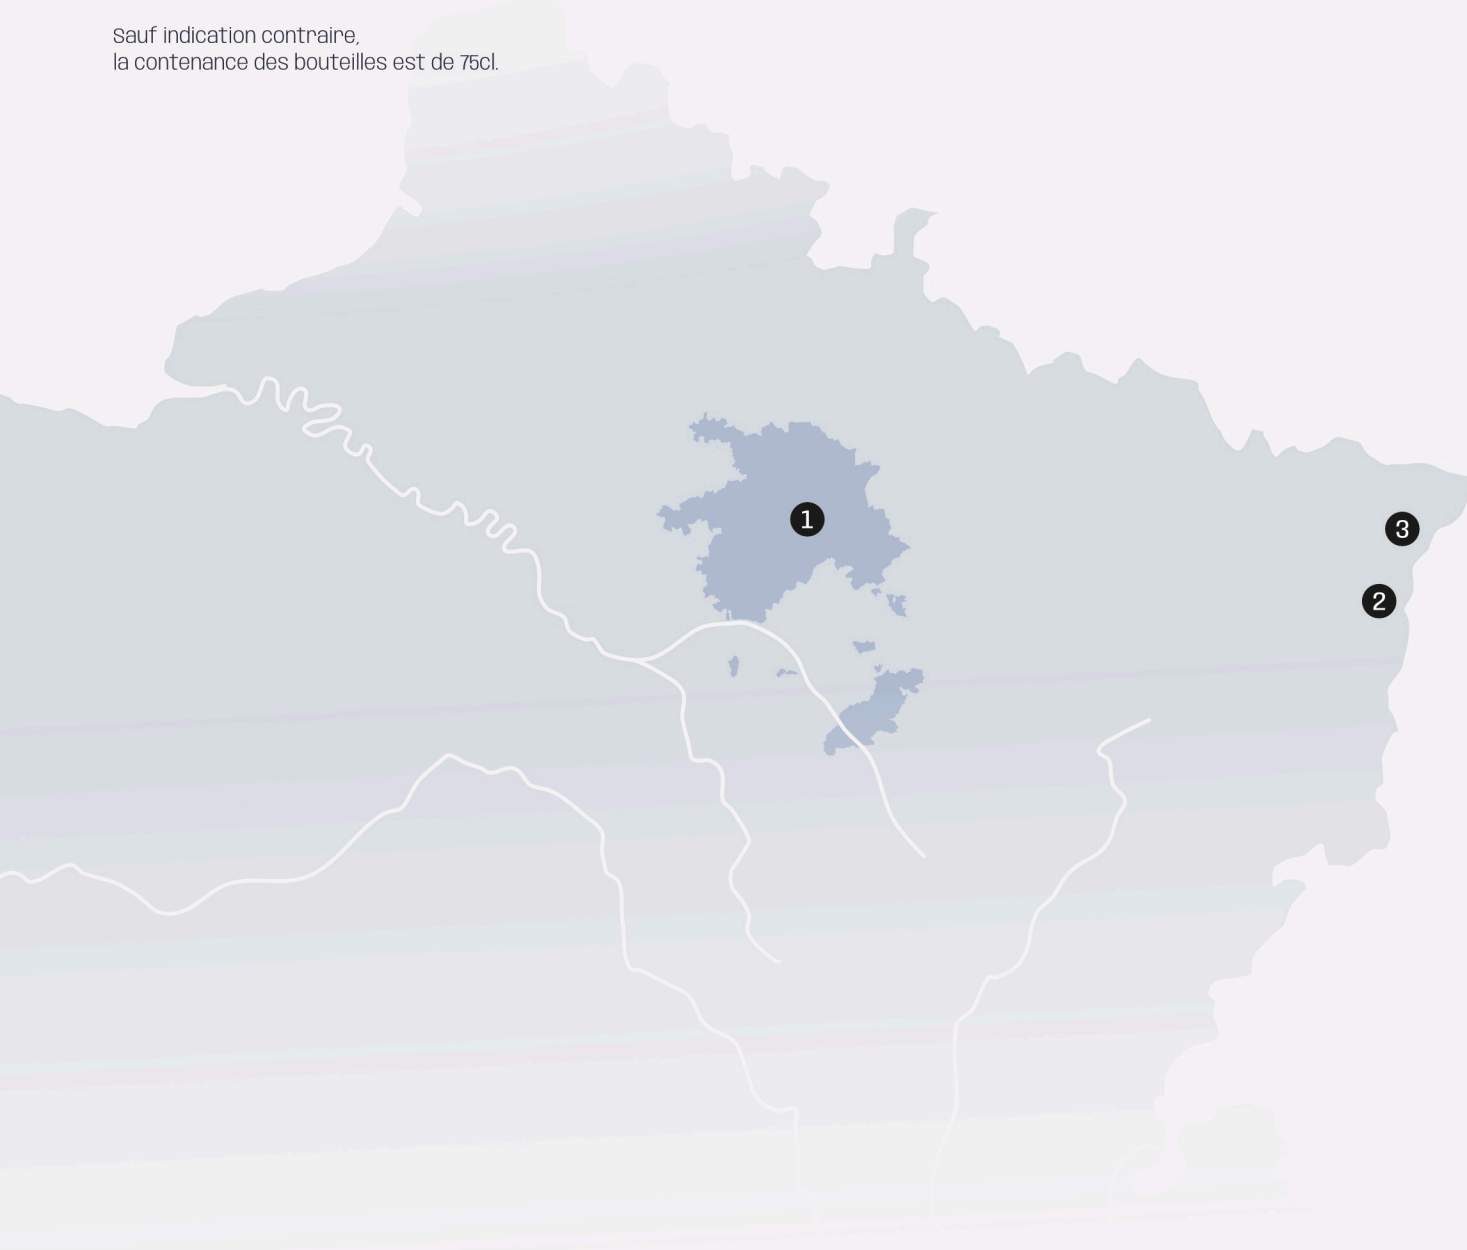 Sauf indication contraire,
la contenance des bouteilles est de 75cl.
1
3
2